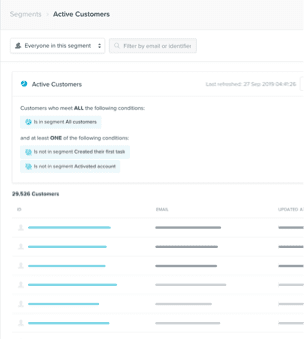 Segments › Active Customers
Everyone in this segment
Filter by email or identifier
Active Customers
Last refreshed: 27 Sep 2019 04:41:26
Customers who meet ALL the following conditions:
Is in segment All customers
and at least ONE of the following conditions:
Is not in segment Created their first task
Is not in segment Activated account
29,526 Customers
ID EMAIL UPDATED A